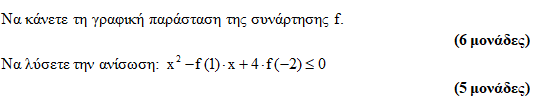 Να κάνετε τη γραφική παράσταση της συνάρτησης f.
(6 μονάδες)
Να λύσετε την ανίσωση: x² − f (1) · x + 4 · f (−2) ≤ 0
(5 μονάδες)